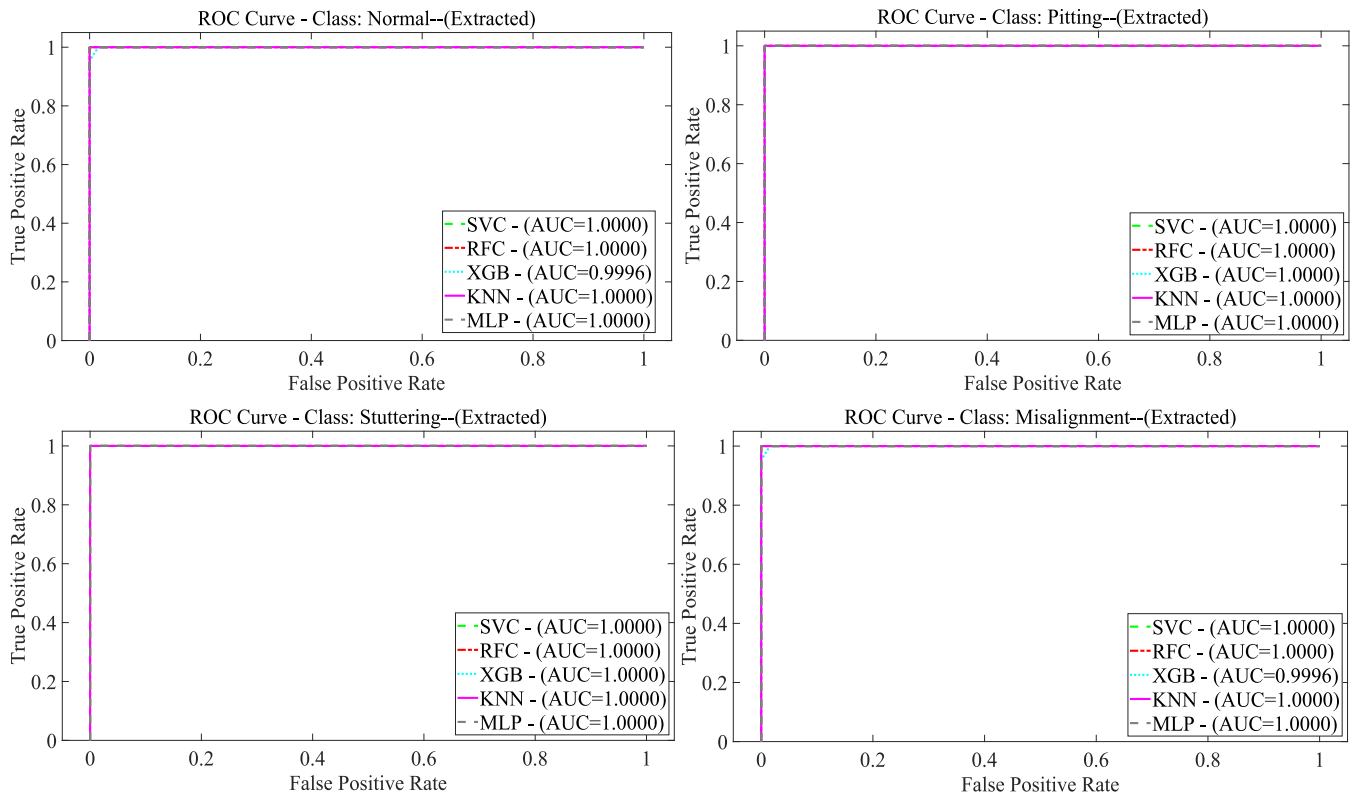 ROC Curve - Class: Normal--(Extracted)
1
0.8
0.6
0.4
0.2
0
True Positive Rate
SVC - (AUC=1.0000)
RFC - (AUC=1.0000)
XGB - (AUC=0.9996)
KNN - (AUC=1.0000)
MLP - (AUC=1.0000)
0 0.2 0.4 0.6 0.8 1
False Positive Rate
ROC Curve - Class: Pitting--(Extracted)
1
0.8
0.6
0.4
0.2
0
True Positive Rate
SVC - (AUC=1.0000)
RFC - (AUC=1.0000)
XGB - (AUC=1.0000)
KNN - (AUC=1.0000)
MLP - (AUC=1.0000)
0 0.2 0.4 0.6 0.8 1
False Positive Rate
ROC Curve - Class: Stuttering--(Extracted)
1
0.8
0.6
0.4
0.2
0
True Positive Rate
SVC - (AUC=1.0000)
RFC - (AUC=1.0000)
XGB - (AUC=1.0000)
KNN - (AUC=1.0000)
MLP - (AUC=1.0000)
0 0.2 0.4 0.6 0.8 1
False Positive Rate
ROC Curve - Class: Misalignment--(Extracted)
1
0.8
0.6
0.4
0.2
0
True Positive Rate
SVC - (AUC=1.0000)
RFC - (AUC=1.0000)
XGB - (AUC=0.9996)
KNN - (AUC=1.0000)
MLP - (AUC=1.0000)
0 0.2 0.4 0.6 0.8 1
False Positive Rate